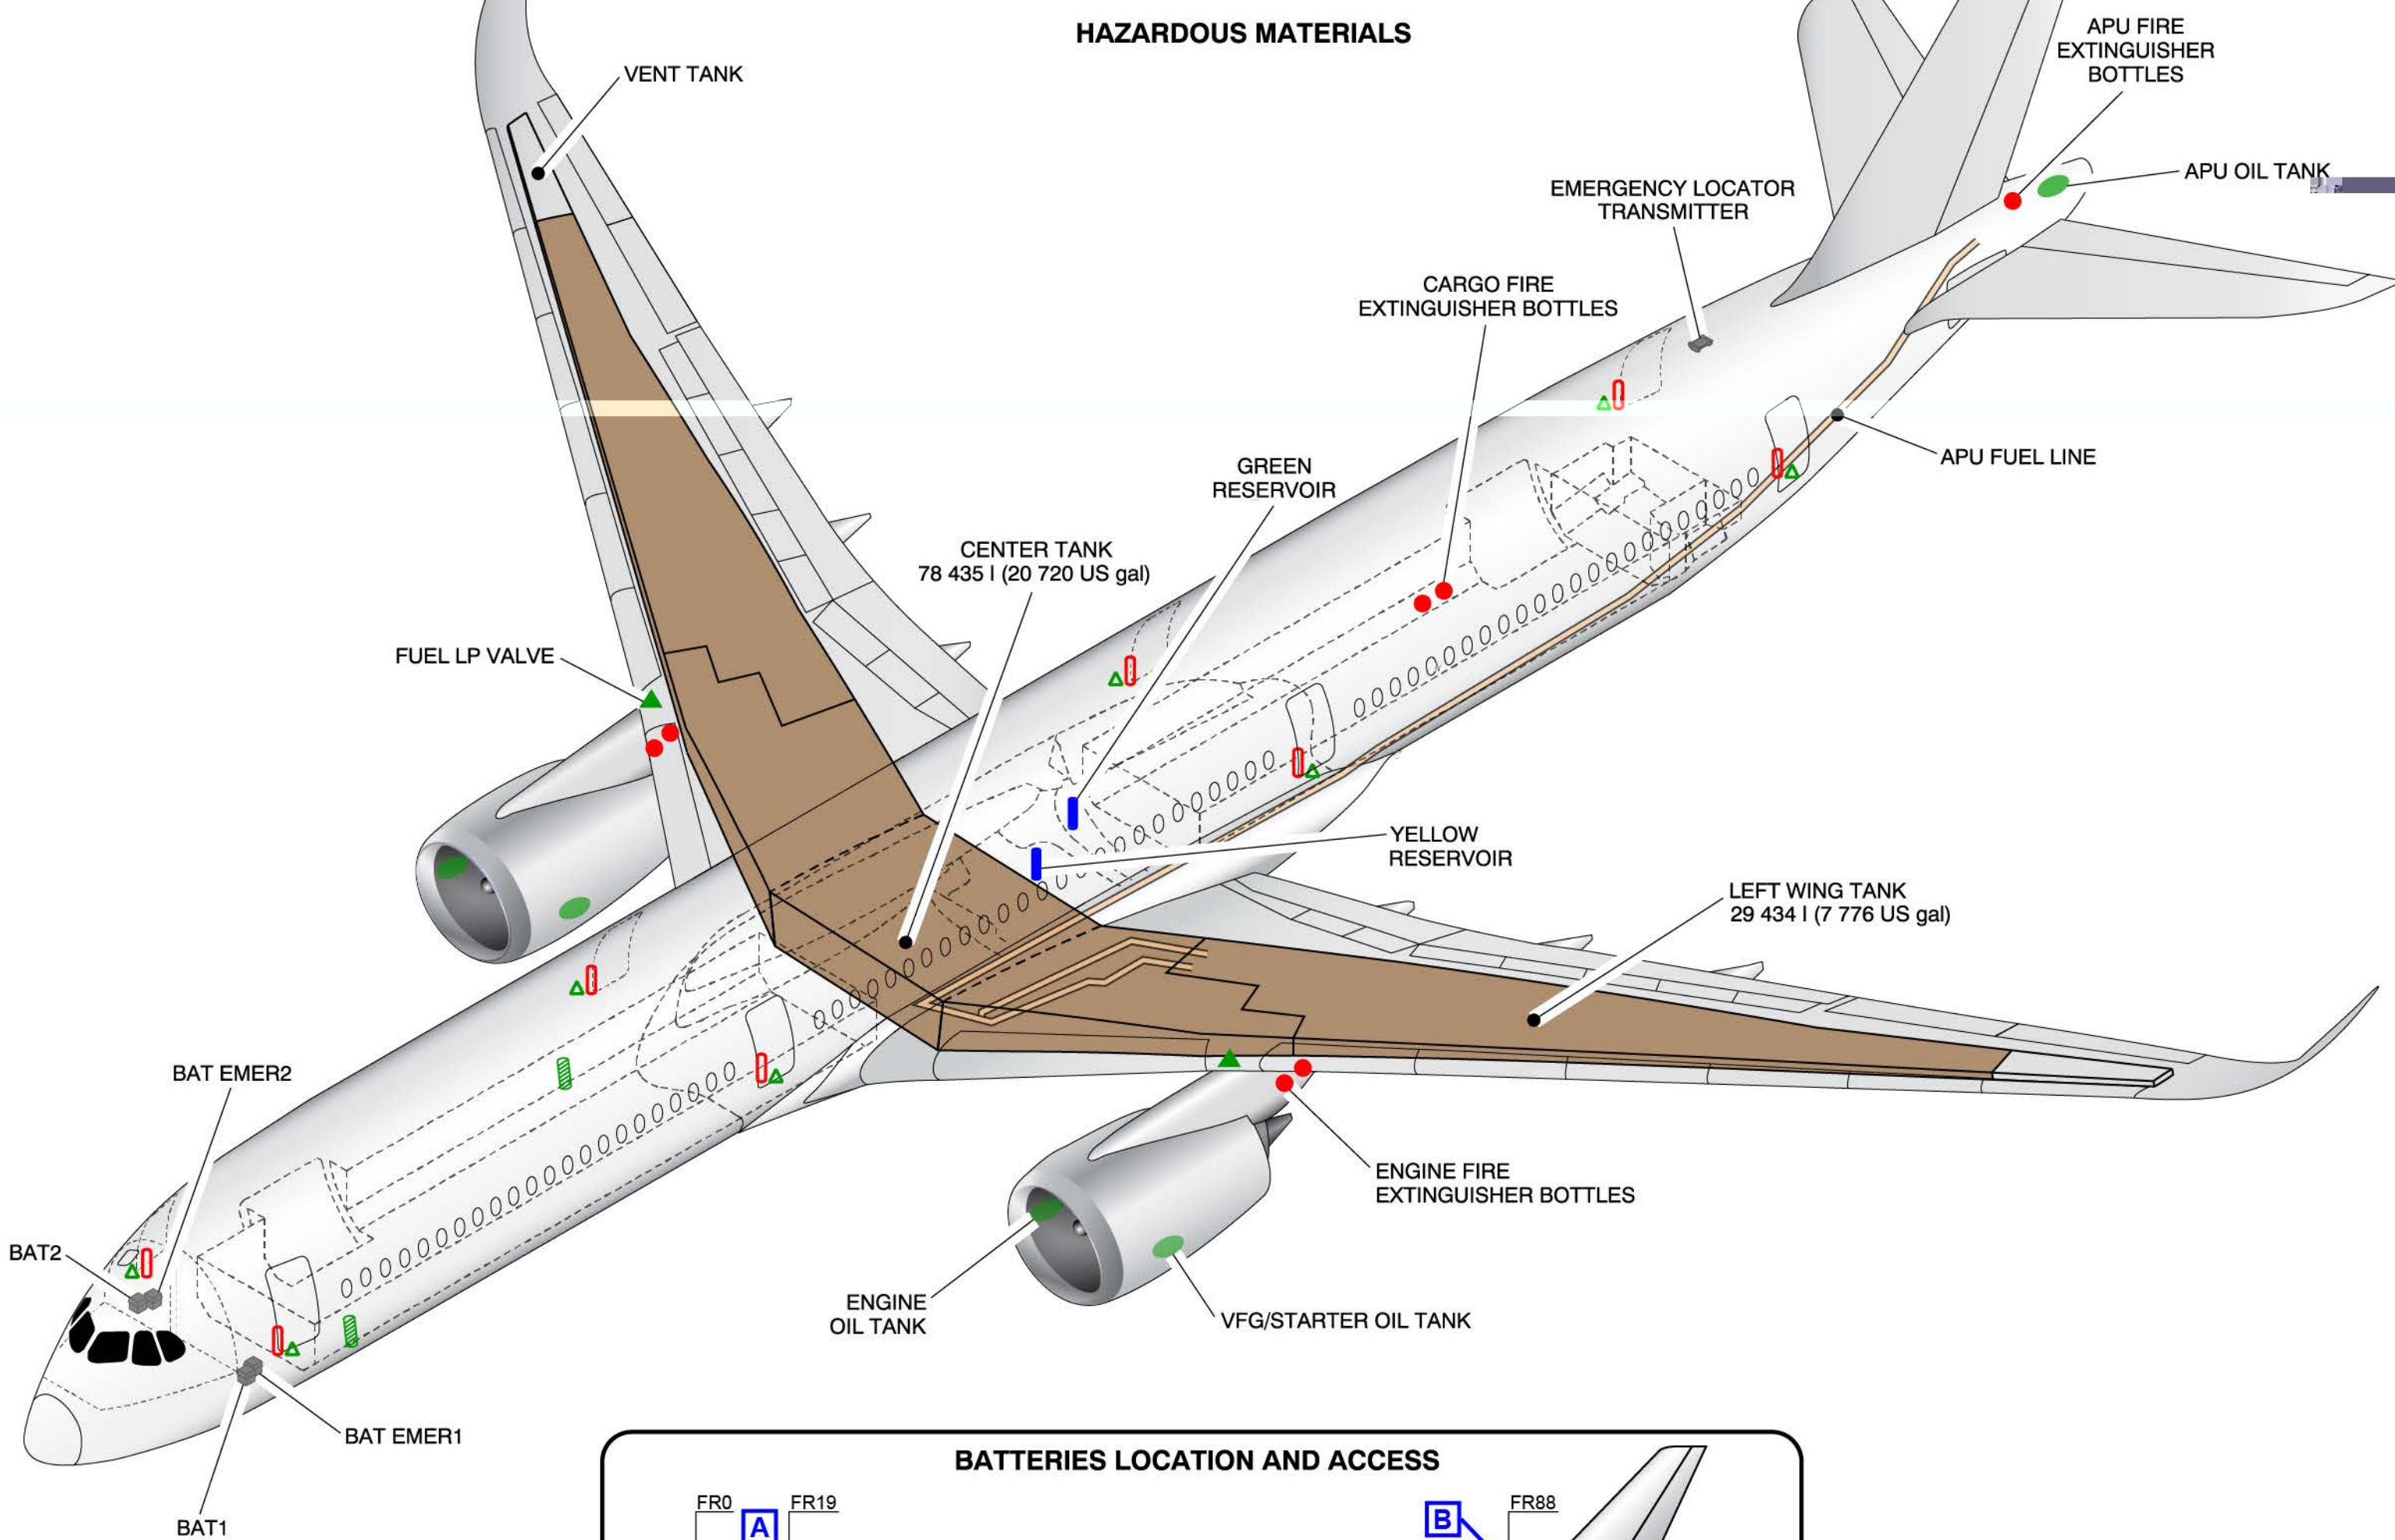 HAZARDOUS MATERIALS
VENT TANK
APU FIRE
EXTINGUISHER
BOTTLES
APU OIL TANK
EMERGENCY LOCATOR
TRANSMITTER
CARGO FIRE
EXTINGUISHER BOTTLES
APU FUEL LINE
GREEN
RESERVOIR
CENTER TANK
78 435 l (20 720 US gal)
FUEL LP VALVE
YELLOW
RESERVOIR
LEFT WING TANK
29 434 l (7 776 US gal)
BAT EMER2
BAT2
ENGINE FIRE
EXTINGUISHER BOTTLES
ENGINE
OIL TANK
VFG/STARTER OIL TANK
BAT EMER1
BAT1
BATTERIES LOCATION AND ACCESS
FR0
A
FR19
B
FR88